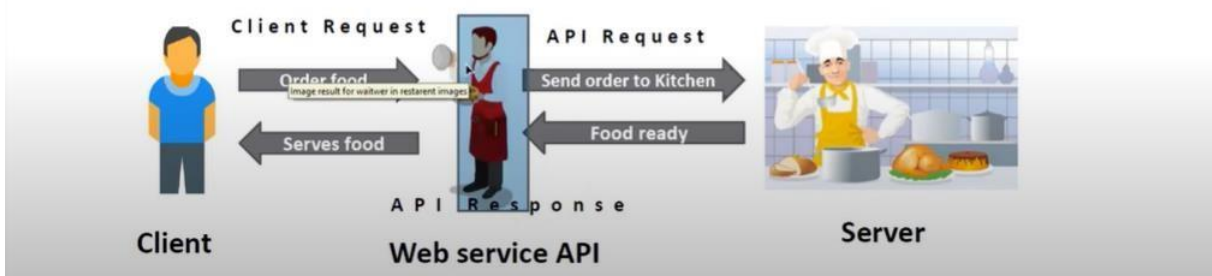 Client Request
API Request
Order food
Image result for waitwer in restarent images
Send order to Kitchen
Serves food
Food ready
API Response
Client
Web service API
Server